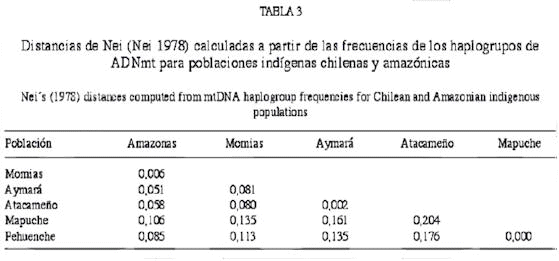 TABLA 3
Distancias de Nei (Nei 1978) calculadas a partir de las frecuencias de los haplogrupos de
ADNmt para poblaciones indígenas chilenas y amazónicas
Nei´s (1978) distances computed from mtDNA haplogroup frequencies for Chilean and Amazonian indigenous
populations
Población Amazonas Momias Aymará Atacameño Mapuche
Momias 0,006
Aymará 0,051 0,081
Atacameño 0,058 0,080 0,002
Mapuche 0,106 0,135 0,161 0,204
Pehuenche 0,085 0,113 0,135 0,176 0,000